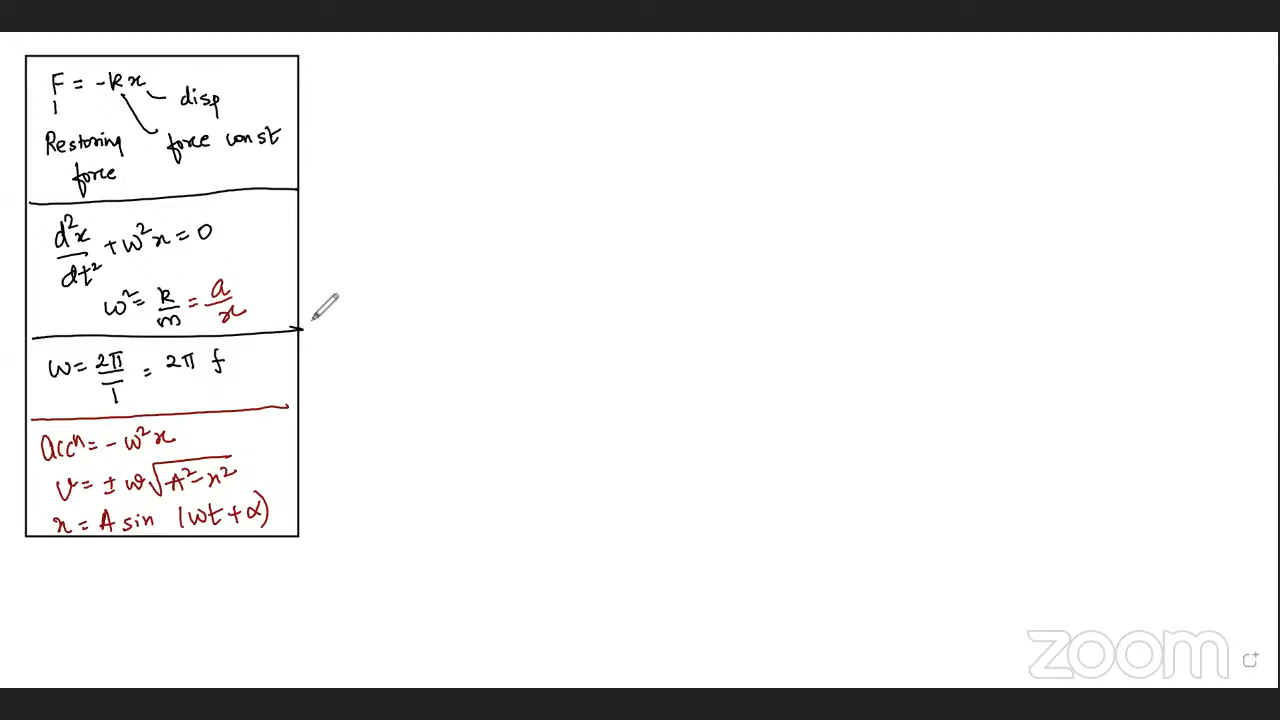 F = -kx
disp
Restoring force const
force
d²x/dt² + ω²x = 0
ω² = k/m = a/x
ω = 2π/T = 2π f
accⁿ = - ω²x
v = ± ω√A²-x²
x = A sin (ωt + α)
zoom